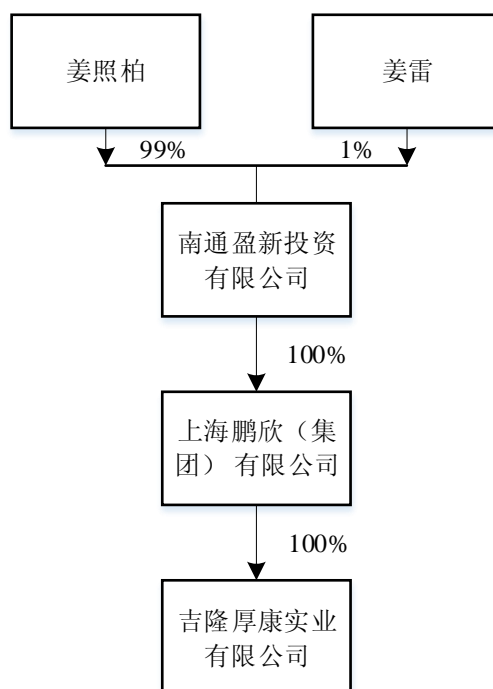 姜照柏
姜雷
99%
1%
南通盈新投资
有限公司
100%
上海鹏欣（集
团） 有限公司
100%
吉隆厚康实业
有限公司